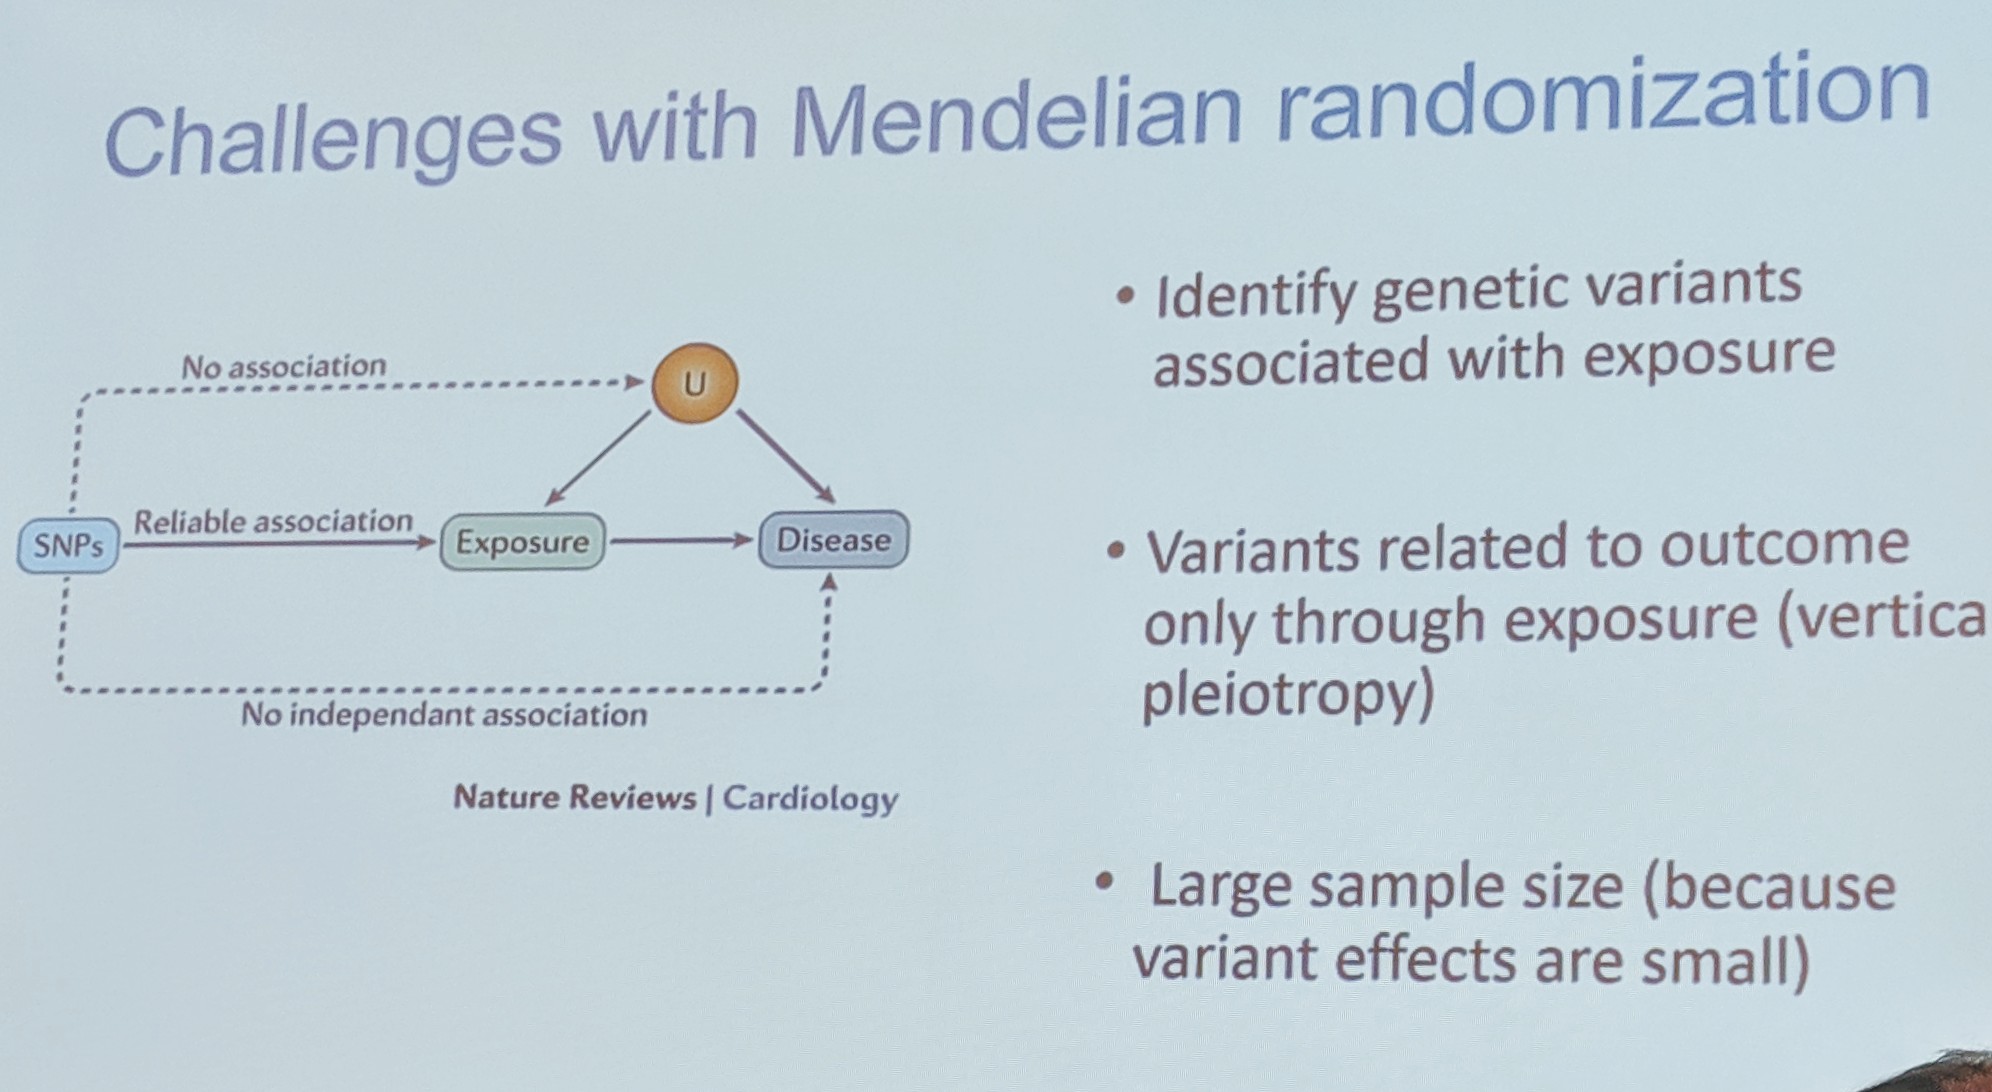 Challenges with Mendelian randomization
No association
U
SNPs
Reliable association
Exposure
Disease
No independant association
Nature Reviews | Cardiology
• Identify genetic variants
associated with exposure
• Variants related to outcome
only through exposure (vertica
pleiotropy)
• Large sample size (because
variant effects are small)